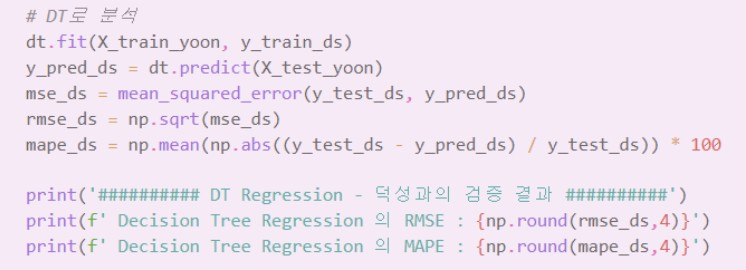 # DT로 분석
dt.fit(X_train_yoon, y_train_ds)
y_pred_ds = dt.predict(X_test_yoon)
mse_ds = mean_squared_error(y_test_ds, y_pred_ds)
rmse_ds = np.sqrt(mse_ds)
mape_ds = np.mean(np.abs((y_test_ds - y_pred_ds) / y_test_ds)) * 100
print('########## DT Regression - 덕성과의 검증 결과 ##########')
print(f' Decision Tree Regression 의 RMSE : {np.round(rmse_ds,4)}')
print(f' Decision Tree Regression 의 MAPE : {np.round(mape_ds,4)}')